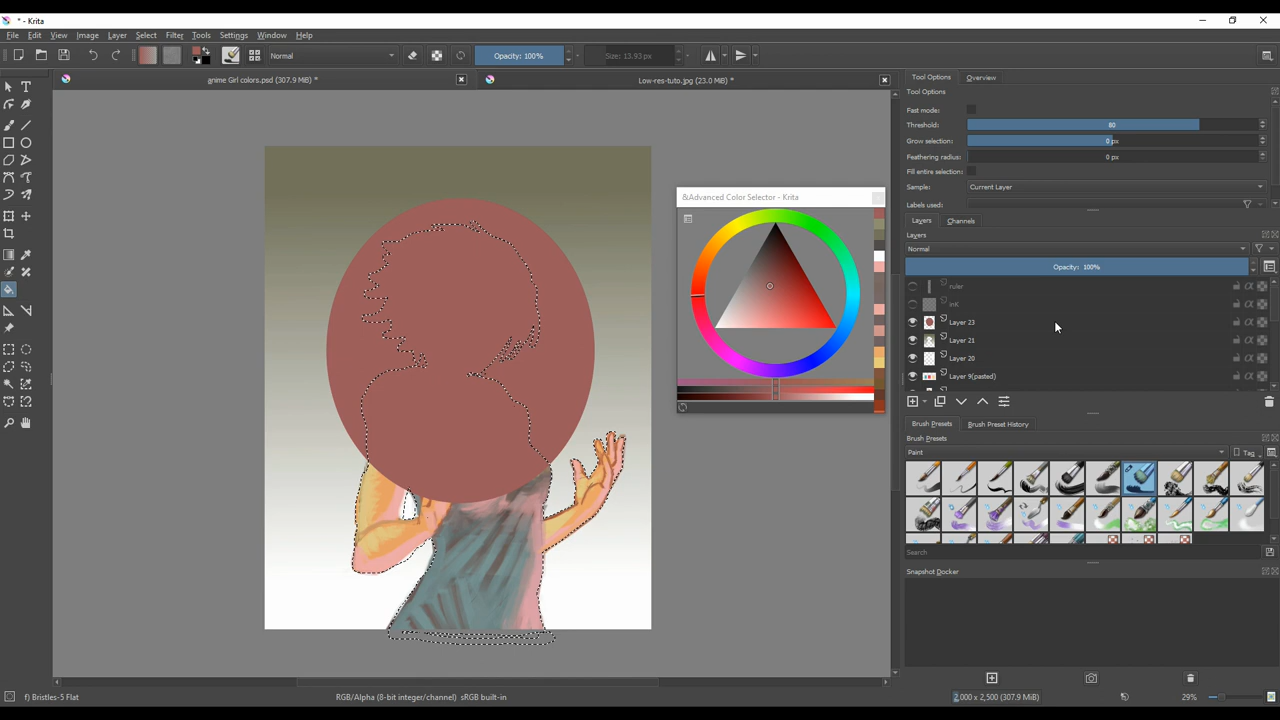 * - Krita
File Edit View Image Layer Select Filter Tools Settings Window Help
Normal
Opacity: 100%
Size: 13.93 px
anime Girl colors.psd (307.9 MB) *
Low-res-tuto.jpg (23.0 MB) *
Tool Options Overview
Tool Options
Fast mode:
Threshold: 80
Grow selection: 0 px
Feathering radius: 0 px
Fill entire selection:
Sample: Current Layer
Labels used:
&Advanced Color Selector - Krita
Layers Channels
Layers
Normal
Opacity: 100%
ruler
inK
Layer 23
Layer 21
Layer 20
Layer 9(pasted)
Brush Presets Brush Preset History
Brush Presets
Paint
Tag
Search
Snapshot Docker
f) Bristles-5 Flat
RGB/Alpha (8-bit integer/channel) sRGB built-in
2,000 x 2,500 (307.9 MiB)
29%